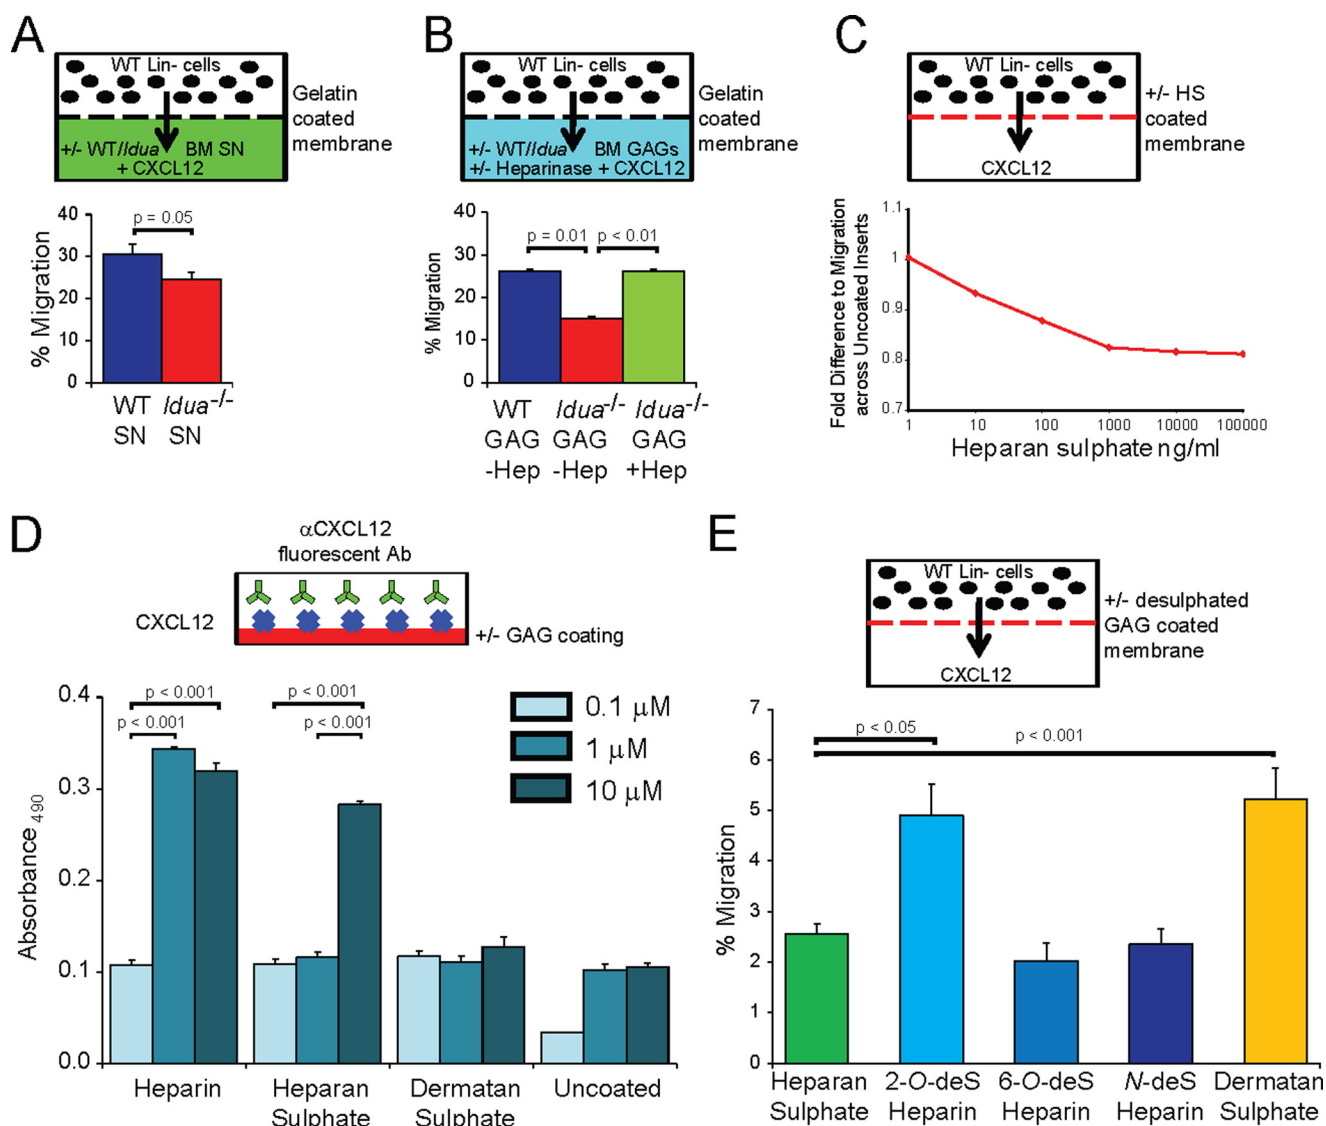 A
WT Lin- cells
Gelatin
coated
membrane
+/- WT/Idua BM SN
+ CXCL12
% Migration
40
30
20
10
0
p = 0.05
WT
SN
Idua-/-
SN
B
WT Lin- cells
Gelatin
coated
membrane
+/- WT/Idua BM GAGs
+/- Heparinase + CXCL12
% Migration
40
30
20
10
0
p = 0.01
p < 0.01
WT
GAG
-Hep
Idua-/-
GAG
-Hep
Idua-/-
GAG
+Hep
C
WT Lin- cells
+/- HS
coated
membrane
CXCL12
Fold Difference to Migration
across Uncoated Inserts
1.1
1
0.9
0.8
0.7
1 10 100 1000 10000 100000
Heparan sulphate ng/ml
D
αCXCL12
fluorescent Ab
CXCL12
+/- GAG coating
Absorbance490
0.4
0.3
0.2
0.1
0.0
p < 0.001
p < 0.001
p < 0.001
p < 0.001
0.1 μM
1 μM
10 μM
Heparin
Heparan
Sulphate
Dermatan
Sulphate
Uncoated
E
WT Lin- cells
+/- desulphated
GAG coated
membrane
CXCL12
% Migration
7
6
5
4
3
2
1
0
p < 0.05
p < 0.001
Heparan
Sulphate
2-O-deS
Heparin
6-O-deS
Heparin
N-deS
Heparin
Dermatan
Sulphate